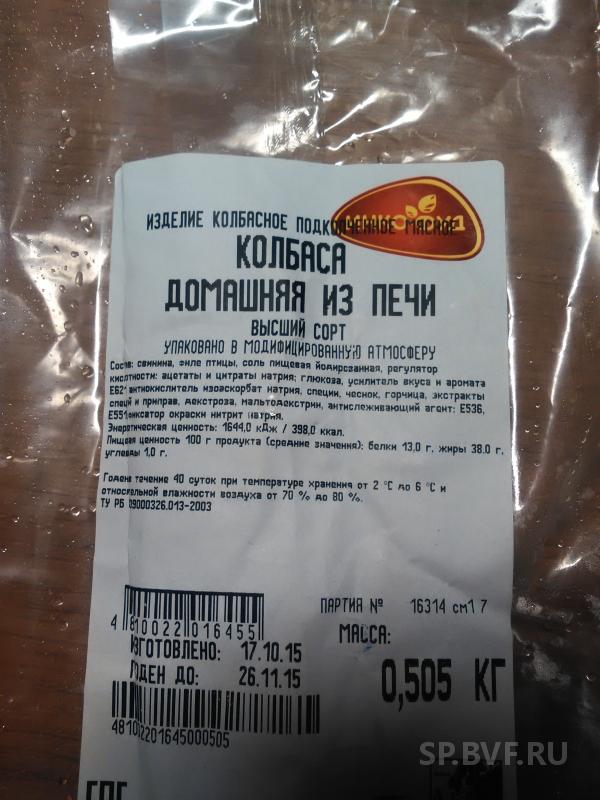 ИЗДЕЛИЕ КОЛБАСНОЕ ПОДКОПЧЕННОЕ МЯСНОЕ
КОЛБАСА
ДОМАШНЯЯ ИЗ ПЕЧИ
ВЫСШИЙ СОРТ
УПАКОВАНО В МОДИФИЦИРОВАННУЮ АТМОСФЕРУ
Состав: свинина, филе птицы, соль пищевая йодированная, регулятор
кислотности: ацетаты и цитраты натрия; глюкоза, усилитель вкуса и аромата
Е621 антиокислитель изоаскорбат натрия, специи, чеснок, горчица, экстракты
специй и приправ, декстроза, мальтодекстрин, антислеживающий агент: Е536,
Е551 фиксатор окраски нитрит натрия.
Энергетическая ценность: 1644,0 кДж / 398,0 ккал.
Пищевая ценность 100 г продукта (средние значения): белки 13,0 г, жиры 38,0 г,
углеводы 1,0 г.
Годен в течение 40 суток при температуре хранения от 2 °С до 6 °С и
относительной влажности воздуха от 70 % до 80 %.
ТУ РБ 09000326.013-2003
ПАРТИЯ № 16314 см1 7
4 810022 016455
МАССА:
ИЗГОТОВЛЕНО: 17.10.15
ГОДЕН ДО: 26.11.15
0,505 КГ
481002201645000505
SP.BVF.RU